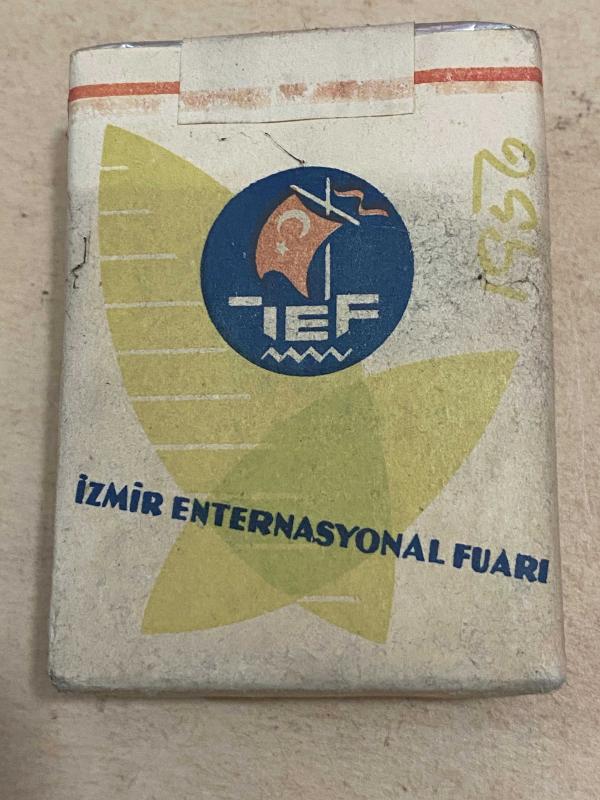 1956
IEF
İZMİR ENTERNASYONAL FUARI